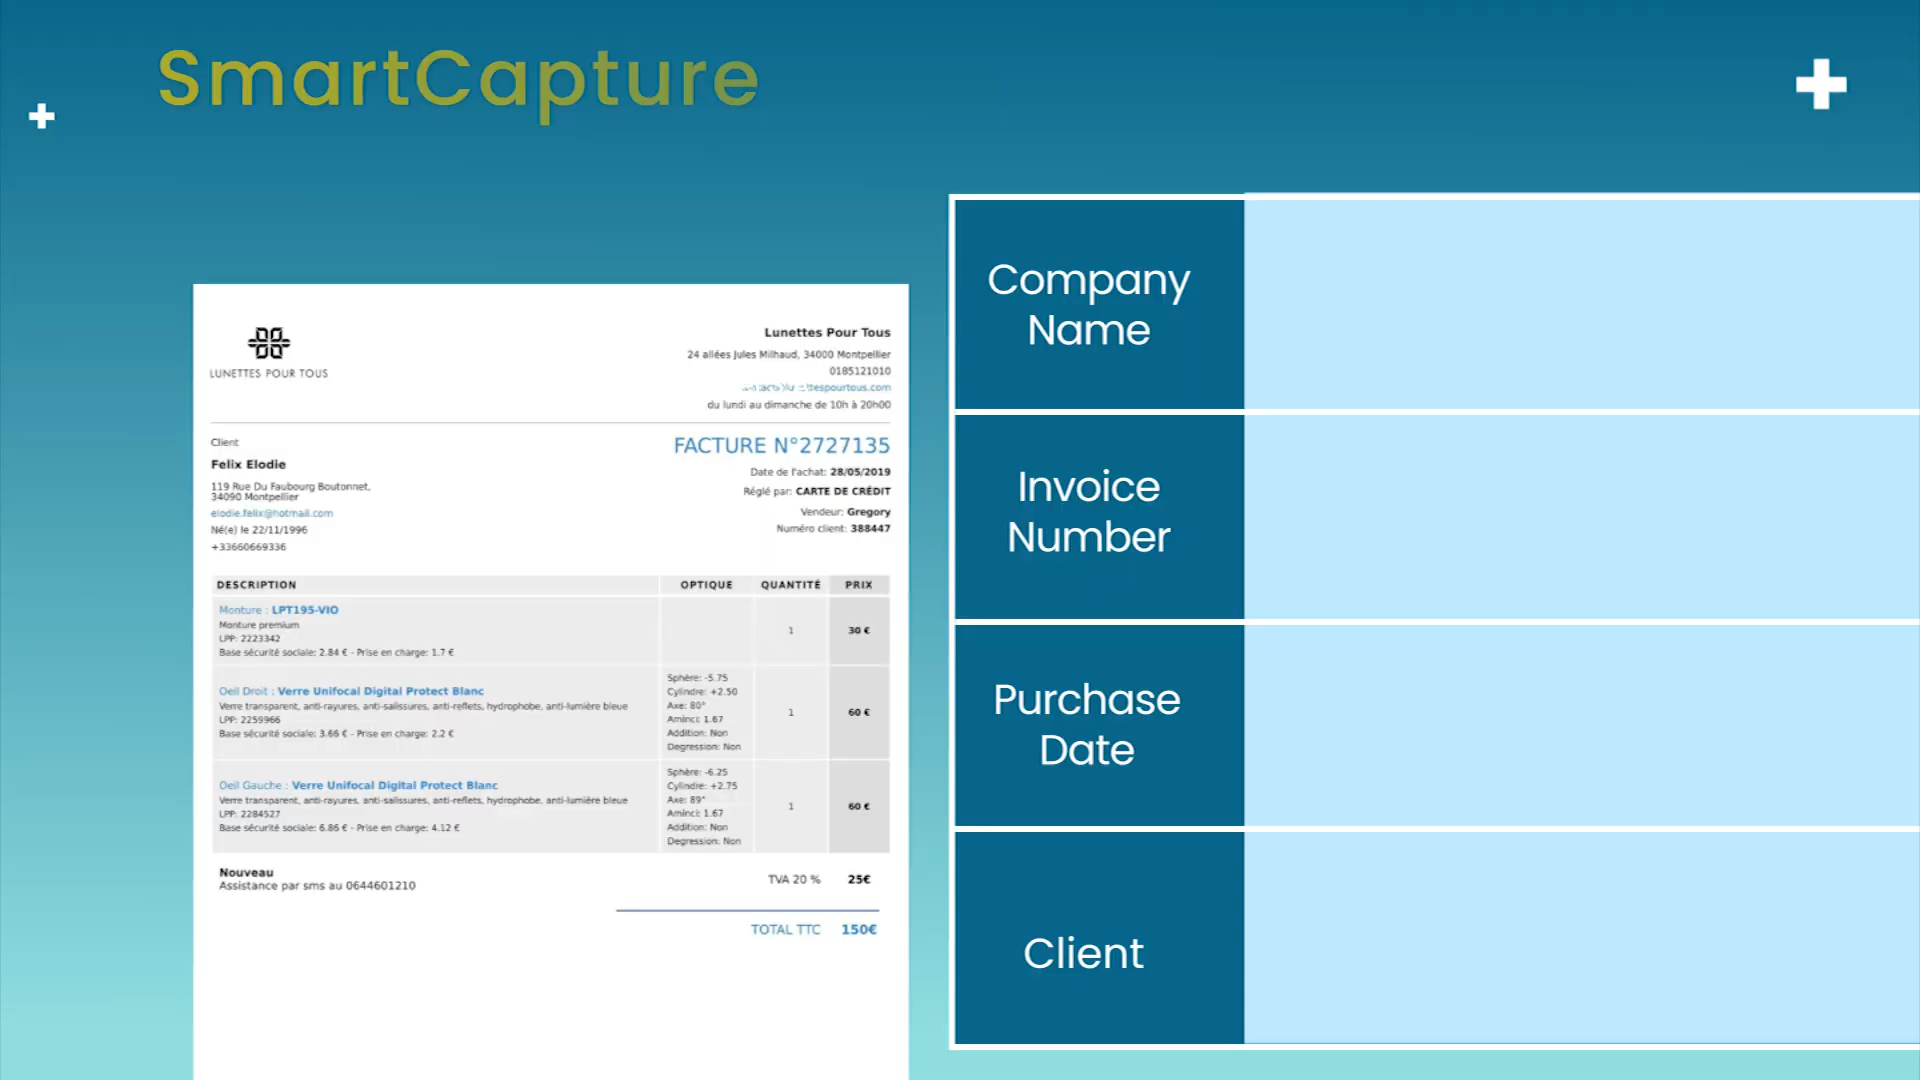 SmartCapture
LUNETTES POUR TOUS
Lunettes Pour Tous
24 allées Jules Milhaud, 34000 Montpellier
0185121010
du lundi au dimanche de 10h à 20h00
Client
Felix Elodie
119 Rue Du Faubourg Boutonnet,
34090 Montpellier
elodie.felix@hotmail.com
Né(e) le 22/11/1996
+33660669336
FACTURE N°2727135
Date de l'achat: 28/05/2019
Réglé par: CARTE DE CRÉDIT
Vendeur: Gregory
Numéro client: 388447
DESCRIPTION OPTIQUE QUANTITÉ PRIX
Monture : LPT195-VIO
Monture premium
LPP: 2223342
Base sécurité sociale: 2.84 € - Prise en charge: 1.7 €
1 30 €
Oeil Droit : Verre Unifocal Digital Protect Blanc
Verre transparent, anti-rayures, anti-salissures, anti-reflets, hydrophobe, anti-lumière bleue
LPP: 2259966
Base sécurité sociale: 3.66 € - Prise en charge: 2.2 €
Sphère: -5.75
Cylindre: +2.50
Axe: 80°
Aminci: 1.67
Addition: Non
Degression: Non
1 60 €
Oeil Gauche : Verre Unifocal Digital Protect Blanc
Verre transparent, anti-rayures, anti-salissures, anti-reflets, hydrophobe, anti-lumière bleue
LPP: 2284527
Base sécurité sociale: 6.86 € - Prise en charge: 4.12 €
Sphère: -6.25
Cylindre: +2.75
Axe: 89°
Aminci: 1.67
Addition: Non
Degression: Non
1 60 €
Nouveau
Assistance par sms au 0644601210
TVA 20 % 25€
TOTAL TTC 150€
Company
Name
Invoice
Number
Purchase
Date
Client